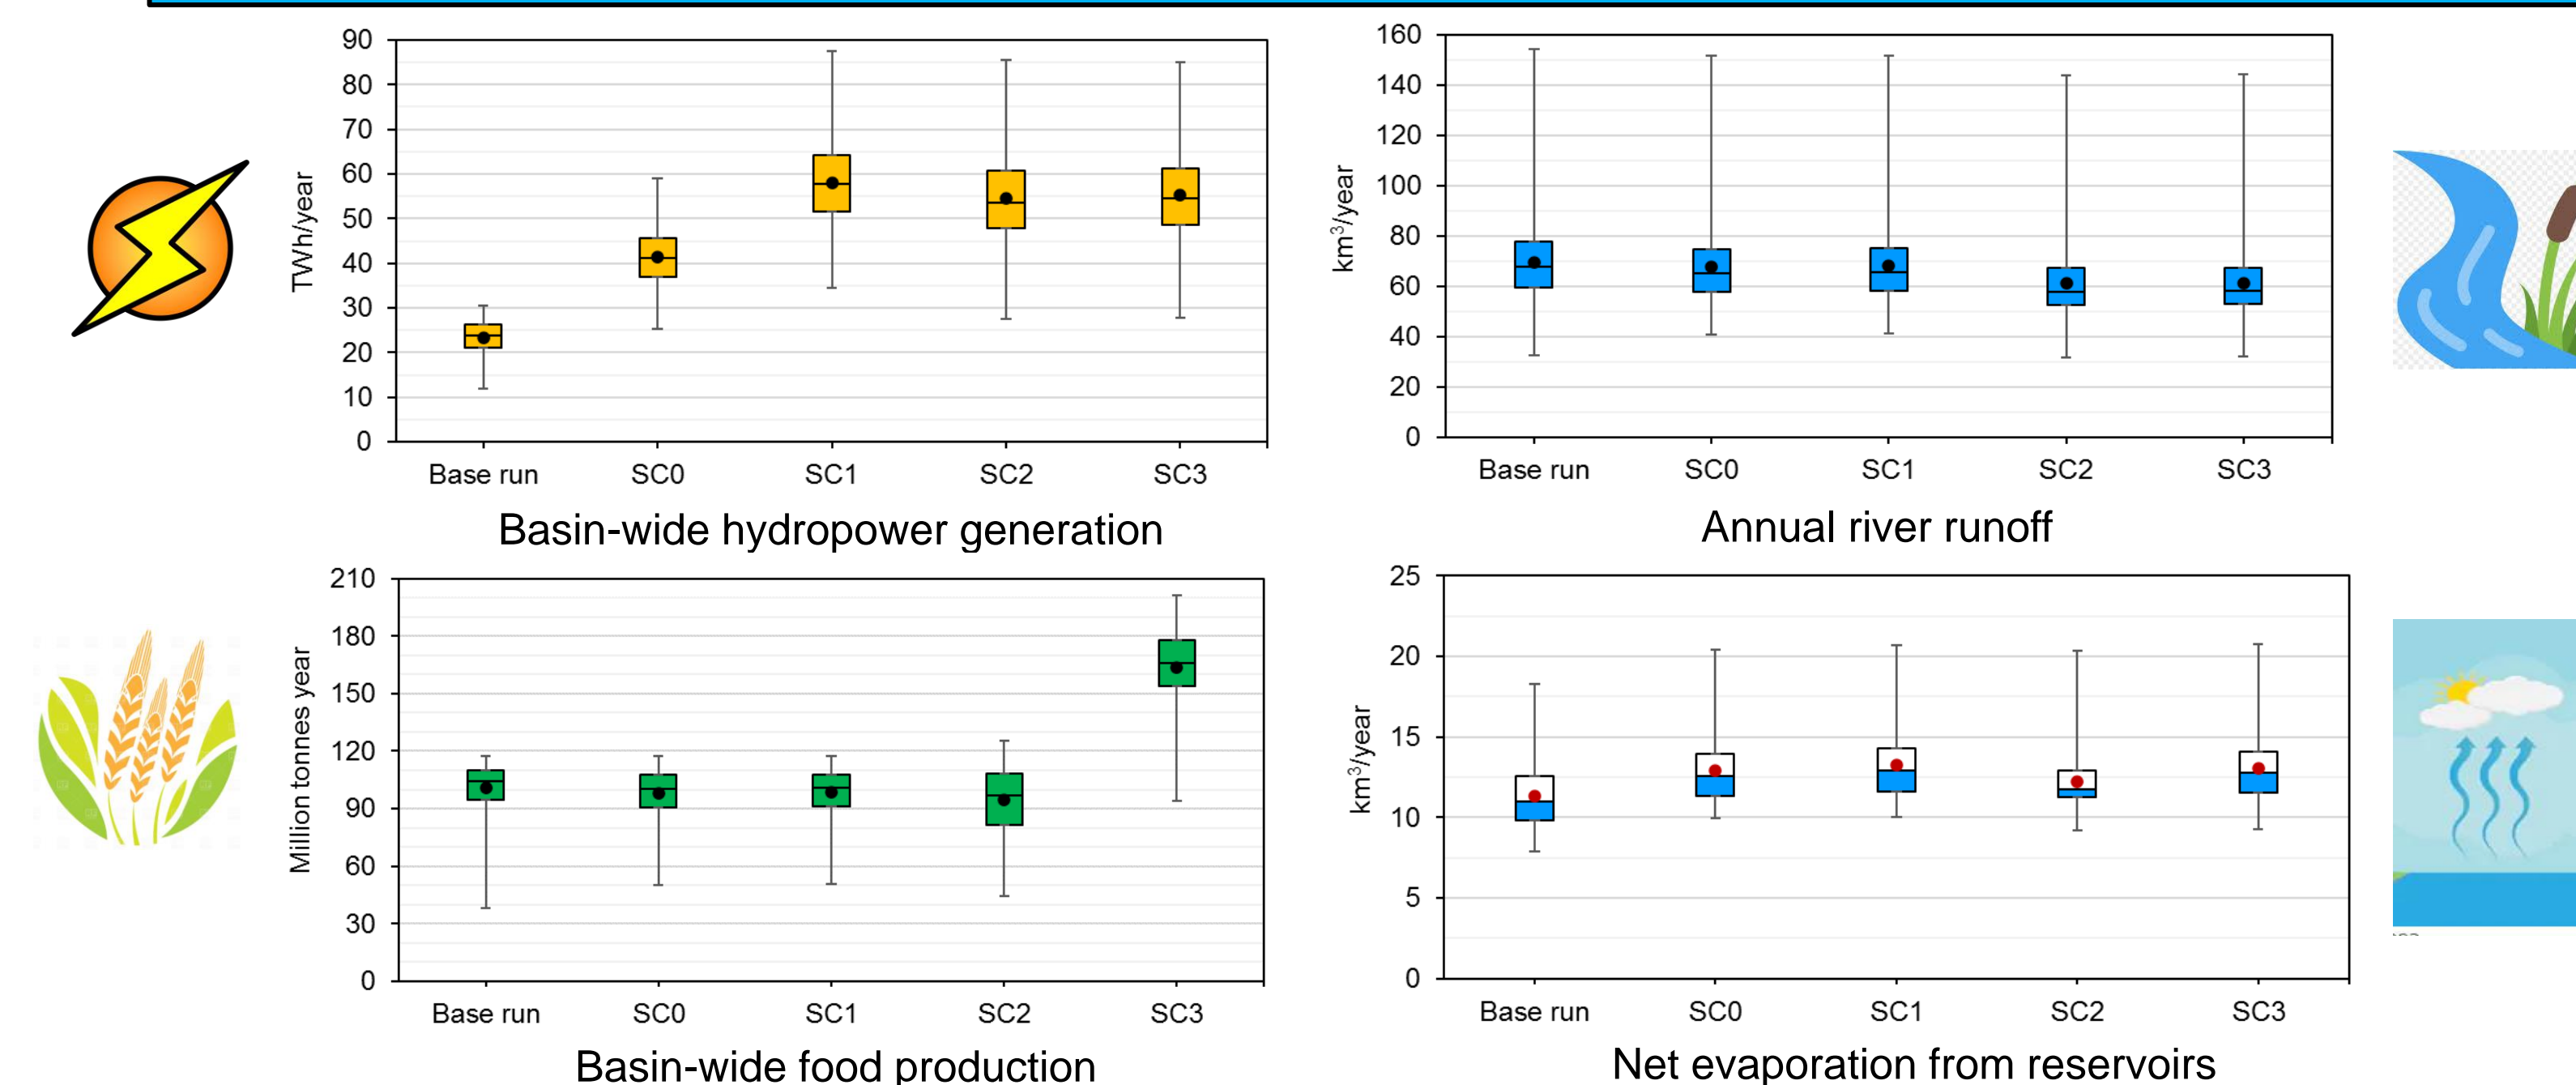 90
80
70
60
50
40
30
20
10
0
TWh/year
Base run SC0 SC1 SC2 SC3
Basin-wide hydropower generation
160
140
120
100
80
60
40
20
0
km³/year
Base run SC0 SC1 SC2 SC3
Annual river runoff
210
180
150
120
90
60
30
0
Million tonnes year
Base run SC0 SC1 SC2 SC3
Basin-wide food production
25
20
15
10
5
0
km³/year
Base run SC0 SC1 SC2 SC3
Net evaporation from reservoirs